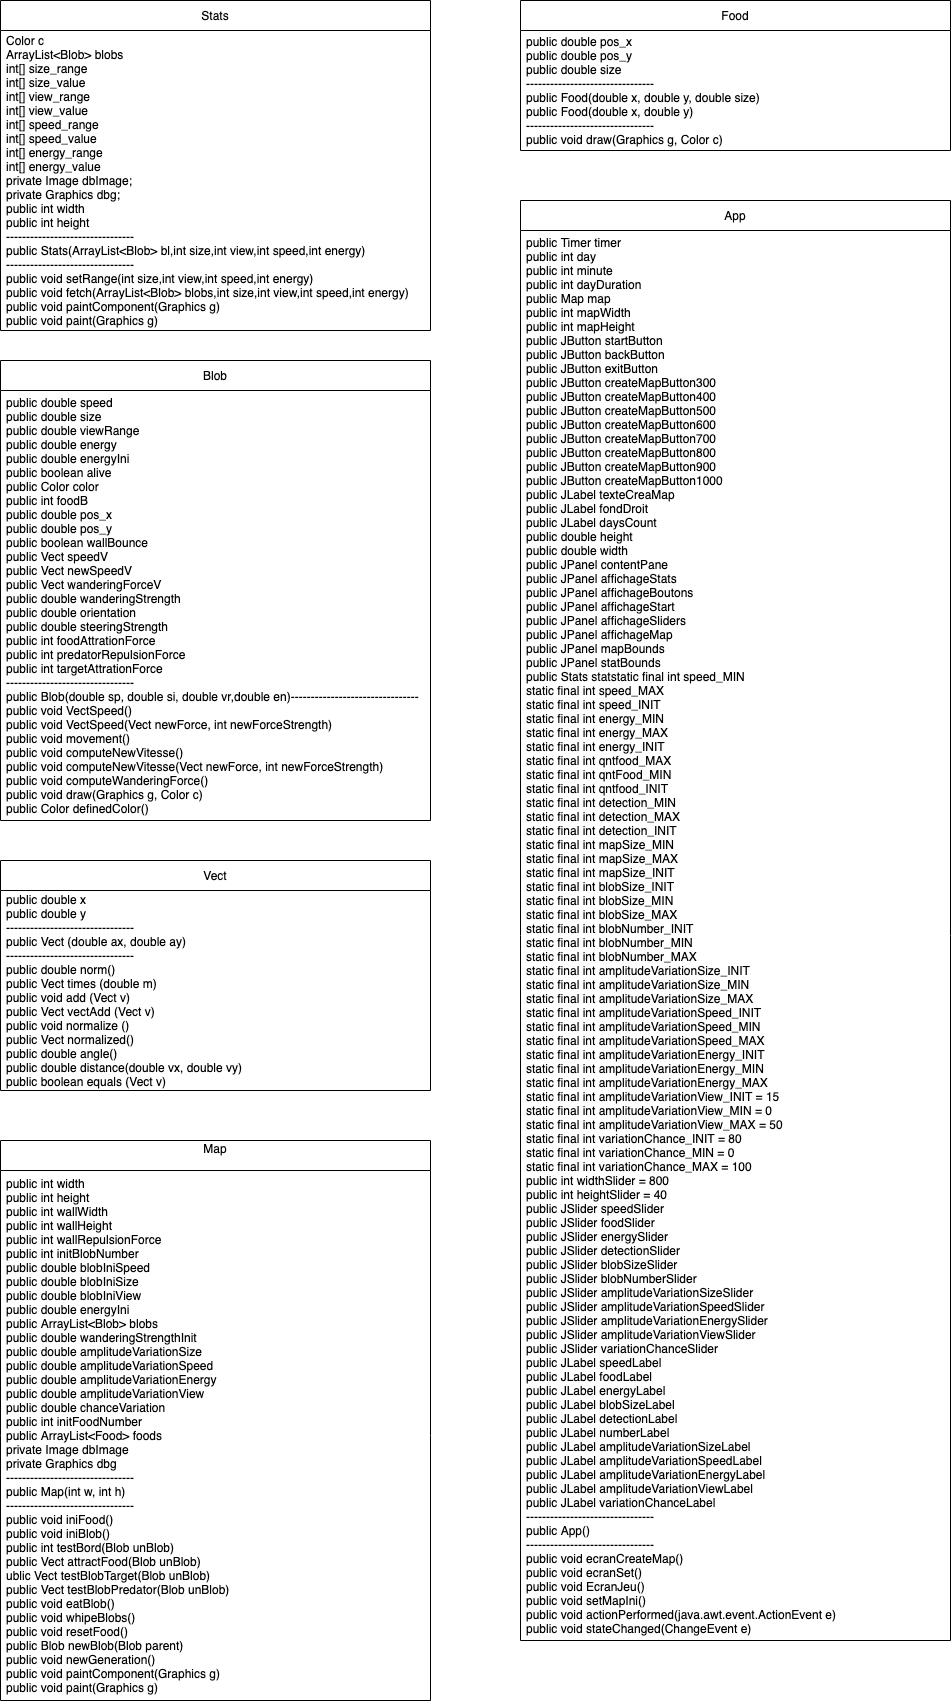 Stats
Color c
ArrayList<Blob> blobs
int[] size_range
int[] size_value
int[] view_range
int[] view_value
int[] speed_range
int[] speed_value
int[] energy_range
int[] energy_value
private Image dbImage;
private Graphics dbg;
public int width
public int height
--------------------------------
public Stats(ArrayList<Blob> bl,int size,int view,int speed,int energy)
--------------------------------
public void setRange(int size,int view,int speed,int energy)
public void fetch(ArrayList<Blob> blobs,int size,int view,int speed,int energy)
public void paintComponent(Graphics g)
public void paint(Graphics g)
Blob
public double speed
public double size
public double viewRange
public double energy
public double energyIni
public boolean alive
public Color color
public int foodB
public double pos_x
public double pos_y
public boolean wallBounce
public Vect speedV
public Vect newSpeedV
public Vect wanderingForceV
public double wanderingStrength
public double orientation
public double steeringStrength
public int foodAttrationForce
public int predatorRepulsionForce
public int targetAttrationForce
--------------------------------
public Blob(double sp, double si, double vr,double en)--------------------------------
public void VectSpeed()
public void VectSpeed(Vect newForce, int newForceStrength)
public void movement()
public void computeNewVitesse()
public void computeNewVitesse(Vect newForce, int newForceStrength)
public void computeWanderingForce()
public void draw(Graphics g, Color c)
public Color definedColor()
Vect
public double x
public double y
--------------------------------
public Vect (double ax, double ay)
--------------------------------
public double norm()
public Vect times (double m)
public void add (Vect v)
public Vect vectAdd (Vect v)
public void normalize ()
public Vect normalized()
public double angle()
public double distance(double vx, double vy)
public boolean equals (Vect v)
Map
public int width
public int height
public int wallWidth
public int wallHeight
public int wallRepulsionForce
public int initBlobNumber
public double blobIniSpeed
public double blobIniSize
public double blobIniView
public double energyIni
public ArrayList<Blob> blobs
public double wanderingStrengthInit
public double amplitudeVariationSize
public double amplitudeVariationSpeed
public double amplitudeVariationEnergy
public double amplitudeVariationView
public double chanceVariation
public int initFoodNumber
public ArrayList<Food> foods
private Image dbImage
private Graphics dbg
--------------------------------
public Map(int w, int h)
--------------------------------
public void iniFood()
public void iniBlob()
public int testBord(Blob unBlob)
public Vect attractFood(Blob unBlob)
ublic Vect testBlobTarget(Blob unBlob)
public Vect testBlobPredator(Blob unBlob)
public void eatBlob()
public void whipeBlobs()
public void resetFood()
public Blob newBlob(Blob parent)
public void newGeneration()
public void paintComponent(Graphics g)
public void paint(Graphics g)
Food
public double pos_x
public double pos_y
public double size
--------------------------------
public Food(double x, double y, double size)
public Food(double x, double y)
--------------------------------
public void draw(Graphics g, Color c)
App
public Timer timer
public int day
public int minute
public int dayDuration
public Map map
public int mapWidth
public int mapHeight
public JButton startButton
public JButton backButton
public JButton exitButton
public JButton createMapButton300
public JButton createMapButton400
public JButton createMapButton500
public JButton createMapButton600
public JButton createMapButton700
public JButton createMapButton800
public JButton createMapButton900
public JButton createMapButton1000
public JLabel texteCreaMap
public JLabel fondDroit
public JLabel daysCount
public double height
public double width
public JPanel contentPane
public JPanel affichageStats
public JPanel affichageBoutons
public JPanel affichageStart
public JPanel affichageSliders
public JPanel affichageMap
public JPanel mapBounds
public JPanel statBounds
public Stats statstatic final int speed_MIN
static final int speed_MAX
static final int speed_INIT
static final int energy_MIN
static final int energy_MAX
static final int energy_INIT
static final int qntfood_MAX
static final int qntFood_MIN
static final int qntfood_INIT
static final int detection_MIN
static final int detection_MAX
static final int detection_INIT
static final int mapSize_MIN
static final int mapSize_MAX
static final int mapSize_INIT
static final int blobSize_INIT
static final int blobSize_MIN
static final int blobSize_MAX
static final int blobNumber_INIT
static final int blobNumber_MIN
static final int blobNumber_MAX
static final int amplitudeVariationSize_INIT
static final int amplitudeVariationSize_MIN
static final int amplitudeVariationSize_MAX
static final int amplitudeVariationSpeed_INIT
static final int amplitudeVariationSpeed_MIN
static final int amplitudeVariationSpeed_MAX
static final int amplitudeVariationEnergy_INIT
static final int amplitudeVariationEnergy_MIN
static final int amplitudeVariationEnergy_MAX
static final int amplitudeVariationView_INIT = 15
static final int amplitudeVariationView_MIN = 0
static final int amplitudeVariationView_MAX = 50
static final int variationChance_INIT = 80
static final int variationChance_MIN = 0
static final int variationChance_MAX = 100
public int widthSlider = 800
public int heightSlider = 40
public JSlider speedSlider
public JSlider foodSlider
public JSlider energySlider
public JSlider detectionSlider
public JSlider blobSizeSlider
public JSlider blobNumberSlider
public JSlider amplitudeVariationSizeSlider
public JSlider amplitudeVariationSpeedSlider
public JSlider amplitudeVariationEnergySlider
public JSlider amplitudeVariationViewSlider
public JSlider variationChanceSlider
public JLabel speedLabel
public JLabel foodLabel
public JLabel energyLabel
public JLabel blobSizeLabel
public JLabel detectionLabel
public JLabel numberLabel
public JLabel amplitudeVariationSizeLabel
public JLabel amplitudeVariationSpeedLabel
public JLabel amplitudeVariationEnergyLabel
public JLabel amplitudeVariationViewLabel
public JLabel variationChanceLabel
--------------------------------
public App()
--------------------------------
public void ecranCreateMap()
public void ecranSet()
public void EcranJeu()
public void setMapIni()
public void actionPerformed(java.awt.event.ActionEvent e)
public void stateChanged(ChangeEvent e)